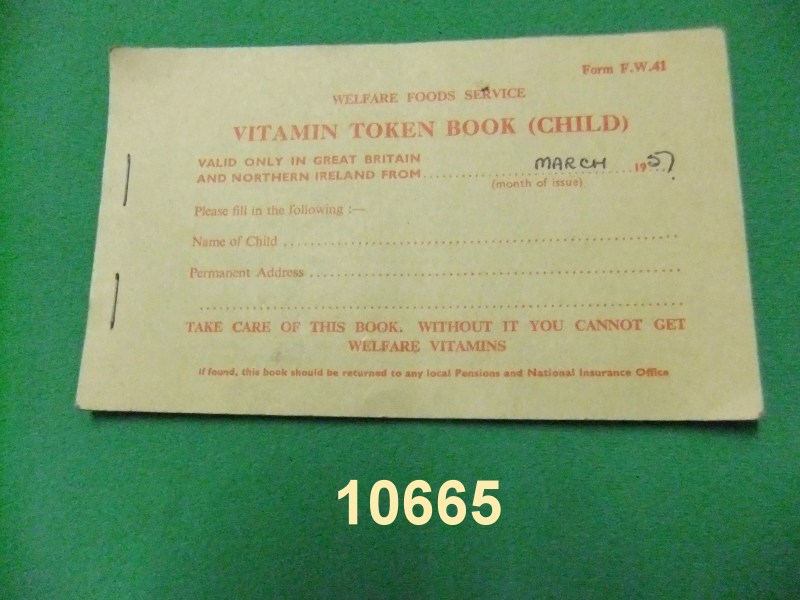 Form F.W.41
WELFARE FOODS SERVICE
VITAMIN TOKEN BOOK (CHILD)
VALID ONLY IN GREAT BRITAIN
AND NORTHERN IRELAND FROM.......... MARCH ..........1957
(month of issue)
Please fill in the following :—
Name of Child ..........
Permanent Address ..........
TAKE CARE OF THIS BOOK. WITHOUT IT YOU CANNOT GET
WELFARE VITAMINS
If found, this book should be returned to any local Pensions and National Insurance Office
10665